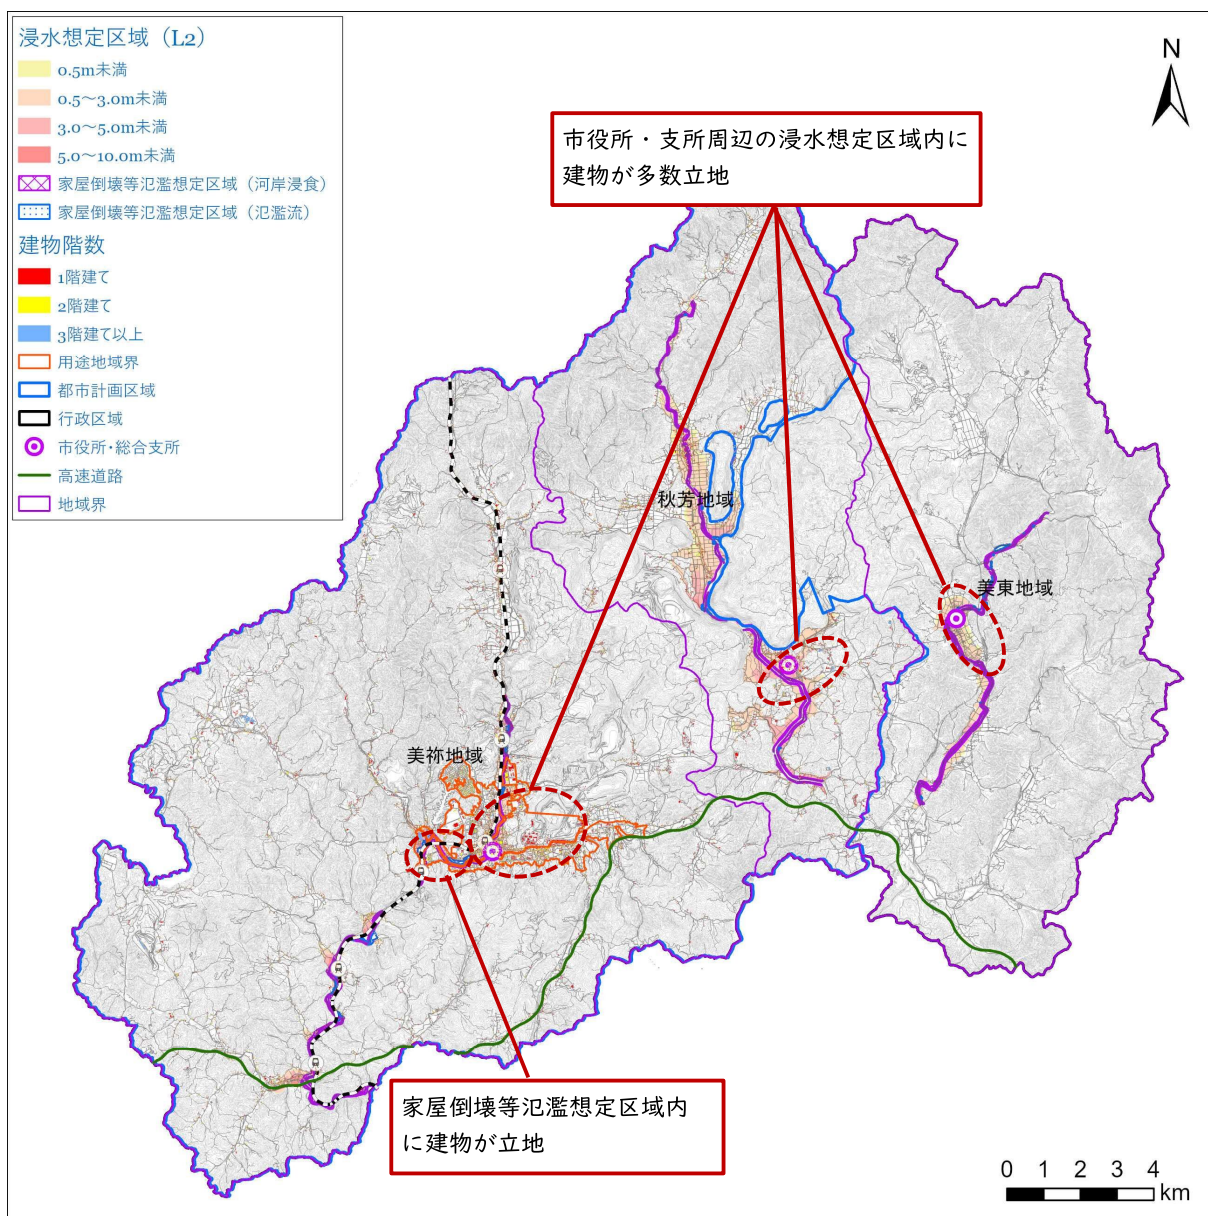 浸水想定区域（L2）
0.5m未満
0.5～3.0m未満
3.0～5.0m未満
5.0～10.0m未満
家屋倒壊等氾濫想定区域（河岸浸食）
家屋倒壊等氾濫想定区域（氾濫流）
建物階数
1階建て
2階建て
3階建て以上
用途地域界
都市計画区域
行政区域
市役所・総合支所
高速道路
地域界
N
市役所・支所周辺の浸水想定区域内に
建物が多数立地
秋芳地域
美東地域
美祢地域
家屋倒壊等氾濫想定区域内
に建物が立地
0 1 2 3 4
km